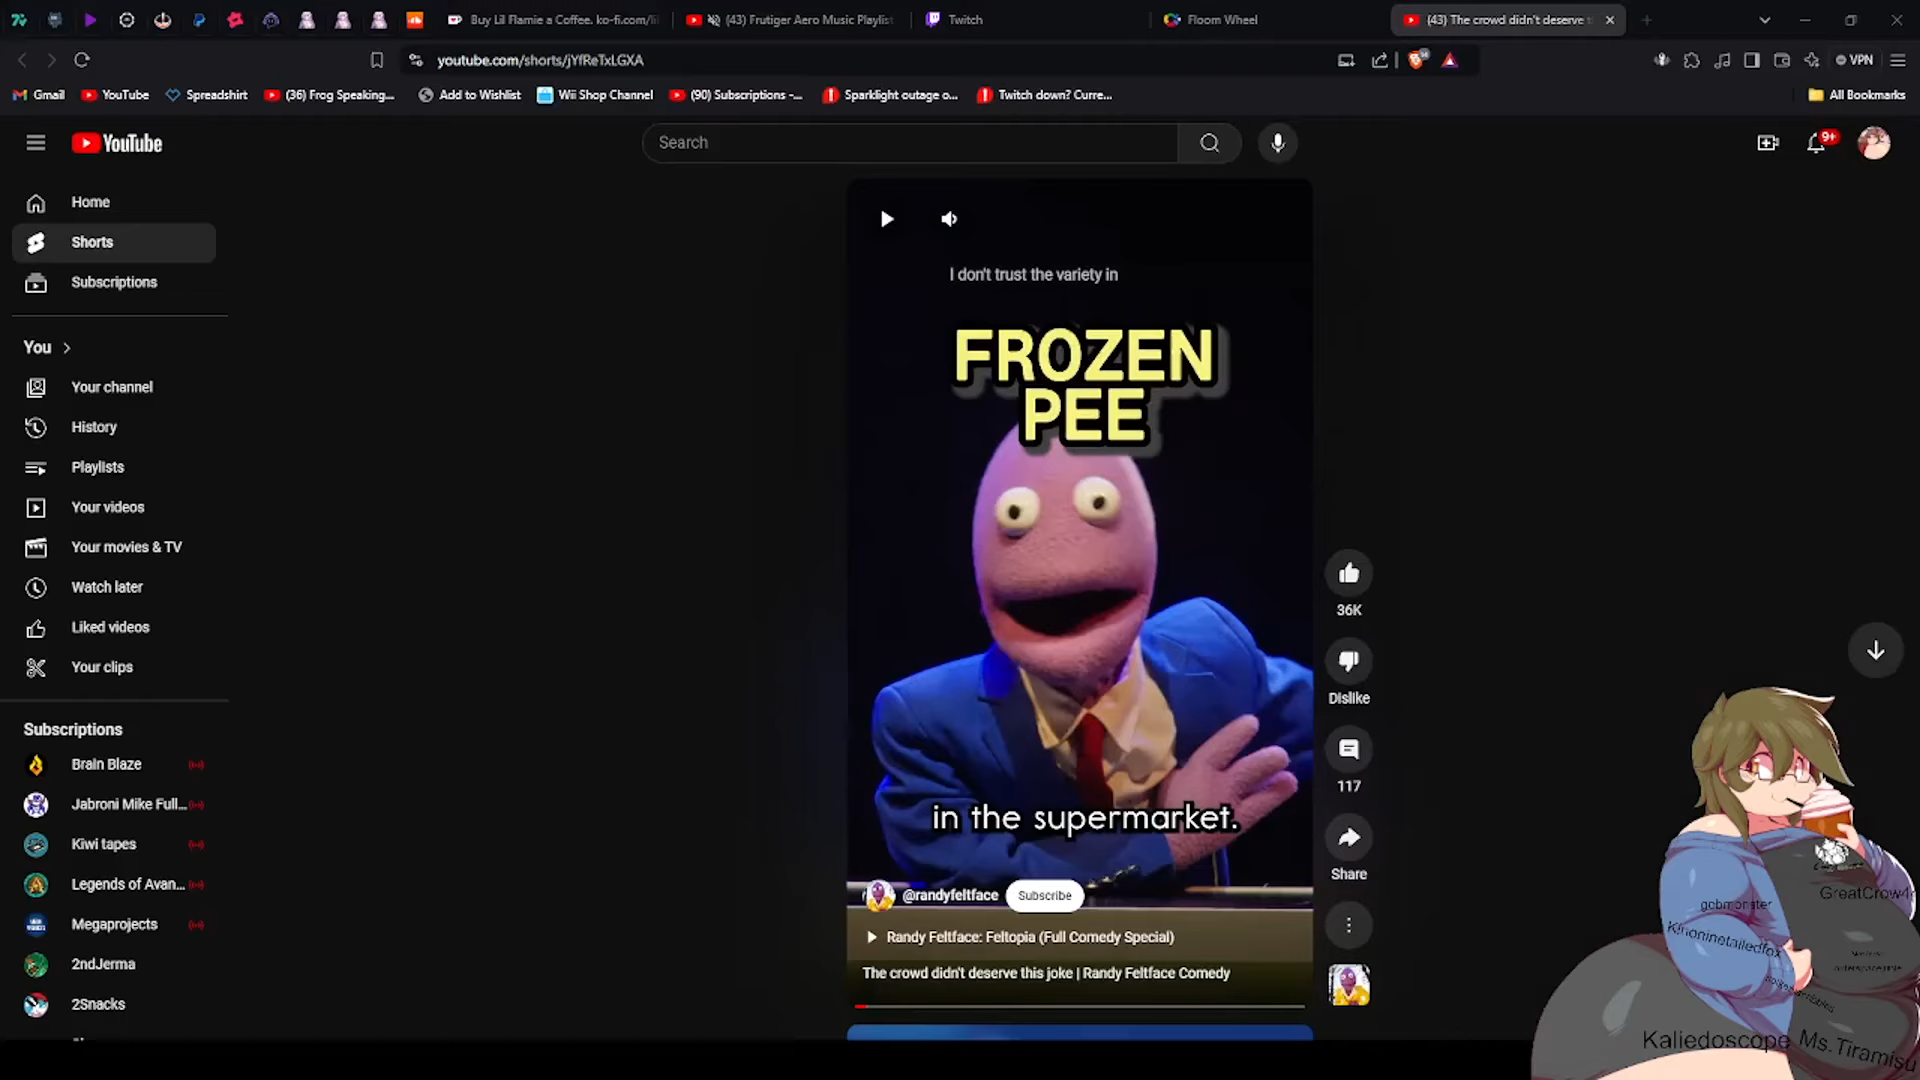 Buy Lil Flamie a Coffee. ko-fi.com/lil
(43) Frutiger Aero Music Playlist
Twitch
Floom Wheel
(43) The crowd didn't deserve t
youtube.com/shorts/jYfReTxLGXA
VPN
Gmail
YouTube
Spreadshirt
(36) Frog Speaking...
Add to Wishlist
Wii Shop Channel
(90) Subscriptions -...
Sparklight outage o...
Twitch down? Curre...
All Bookmarks
YouTube
Search
9+
Home
Shorts
Subscriptions
You
Your channel
History
Playlists
Your videos
Your movies & TV
Watch later
Liked videos
Your clips
Subscriptions
Brain Blaze
Jabroni Mike Full...
Kiwi tapes
Legends of Avan...
Megaprojects
2ndJerma
2Snacks
I don't trust the variety in
FROZEN
PEE
in the supermarket.
@randyfeltface
Subscribe
Randy Feltface: Feltopia (Full Comedy Special)
The crowd didn't deserve this joke | Randy Feltface Comedy
36K
Dislike
117
Share
GreatCrow4
gobmonster
Kinoninetailedfox
Kaliedoscope
Ms.Tiramisu